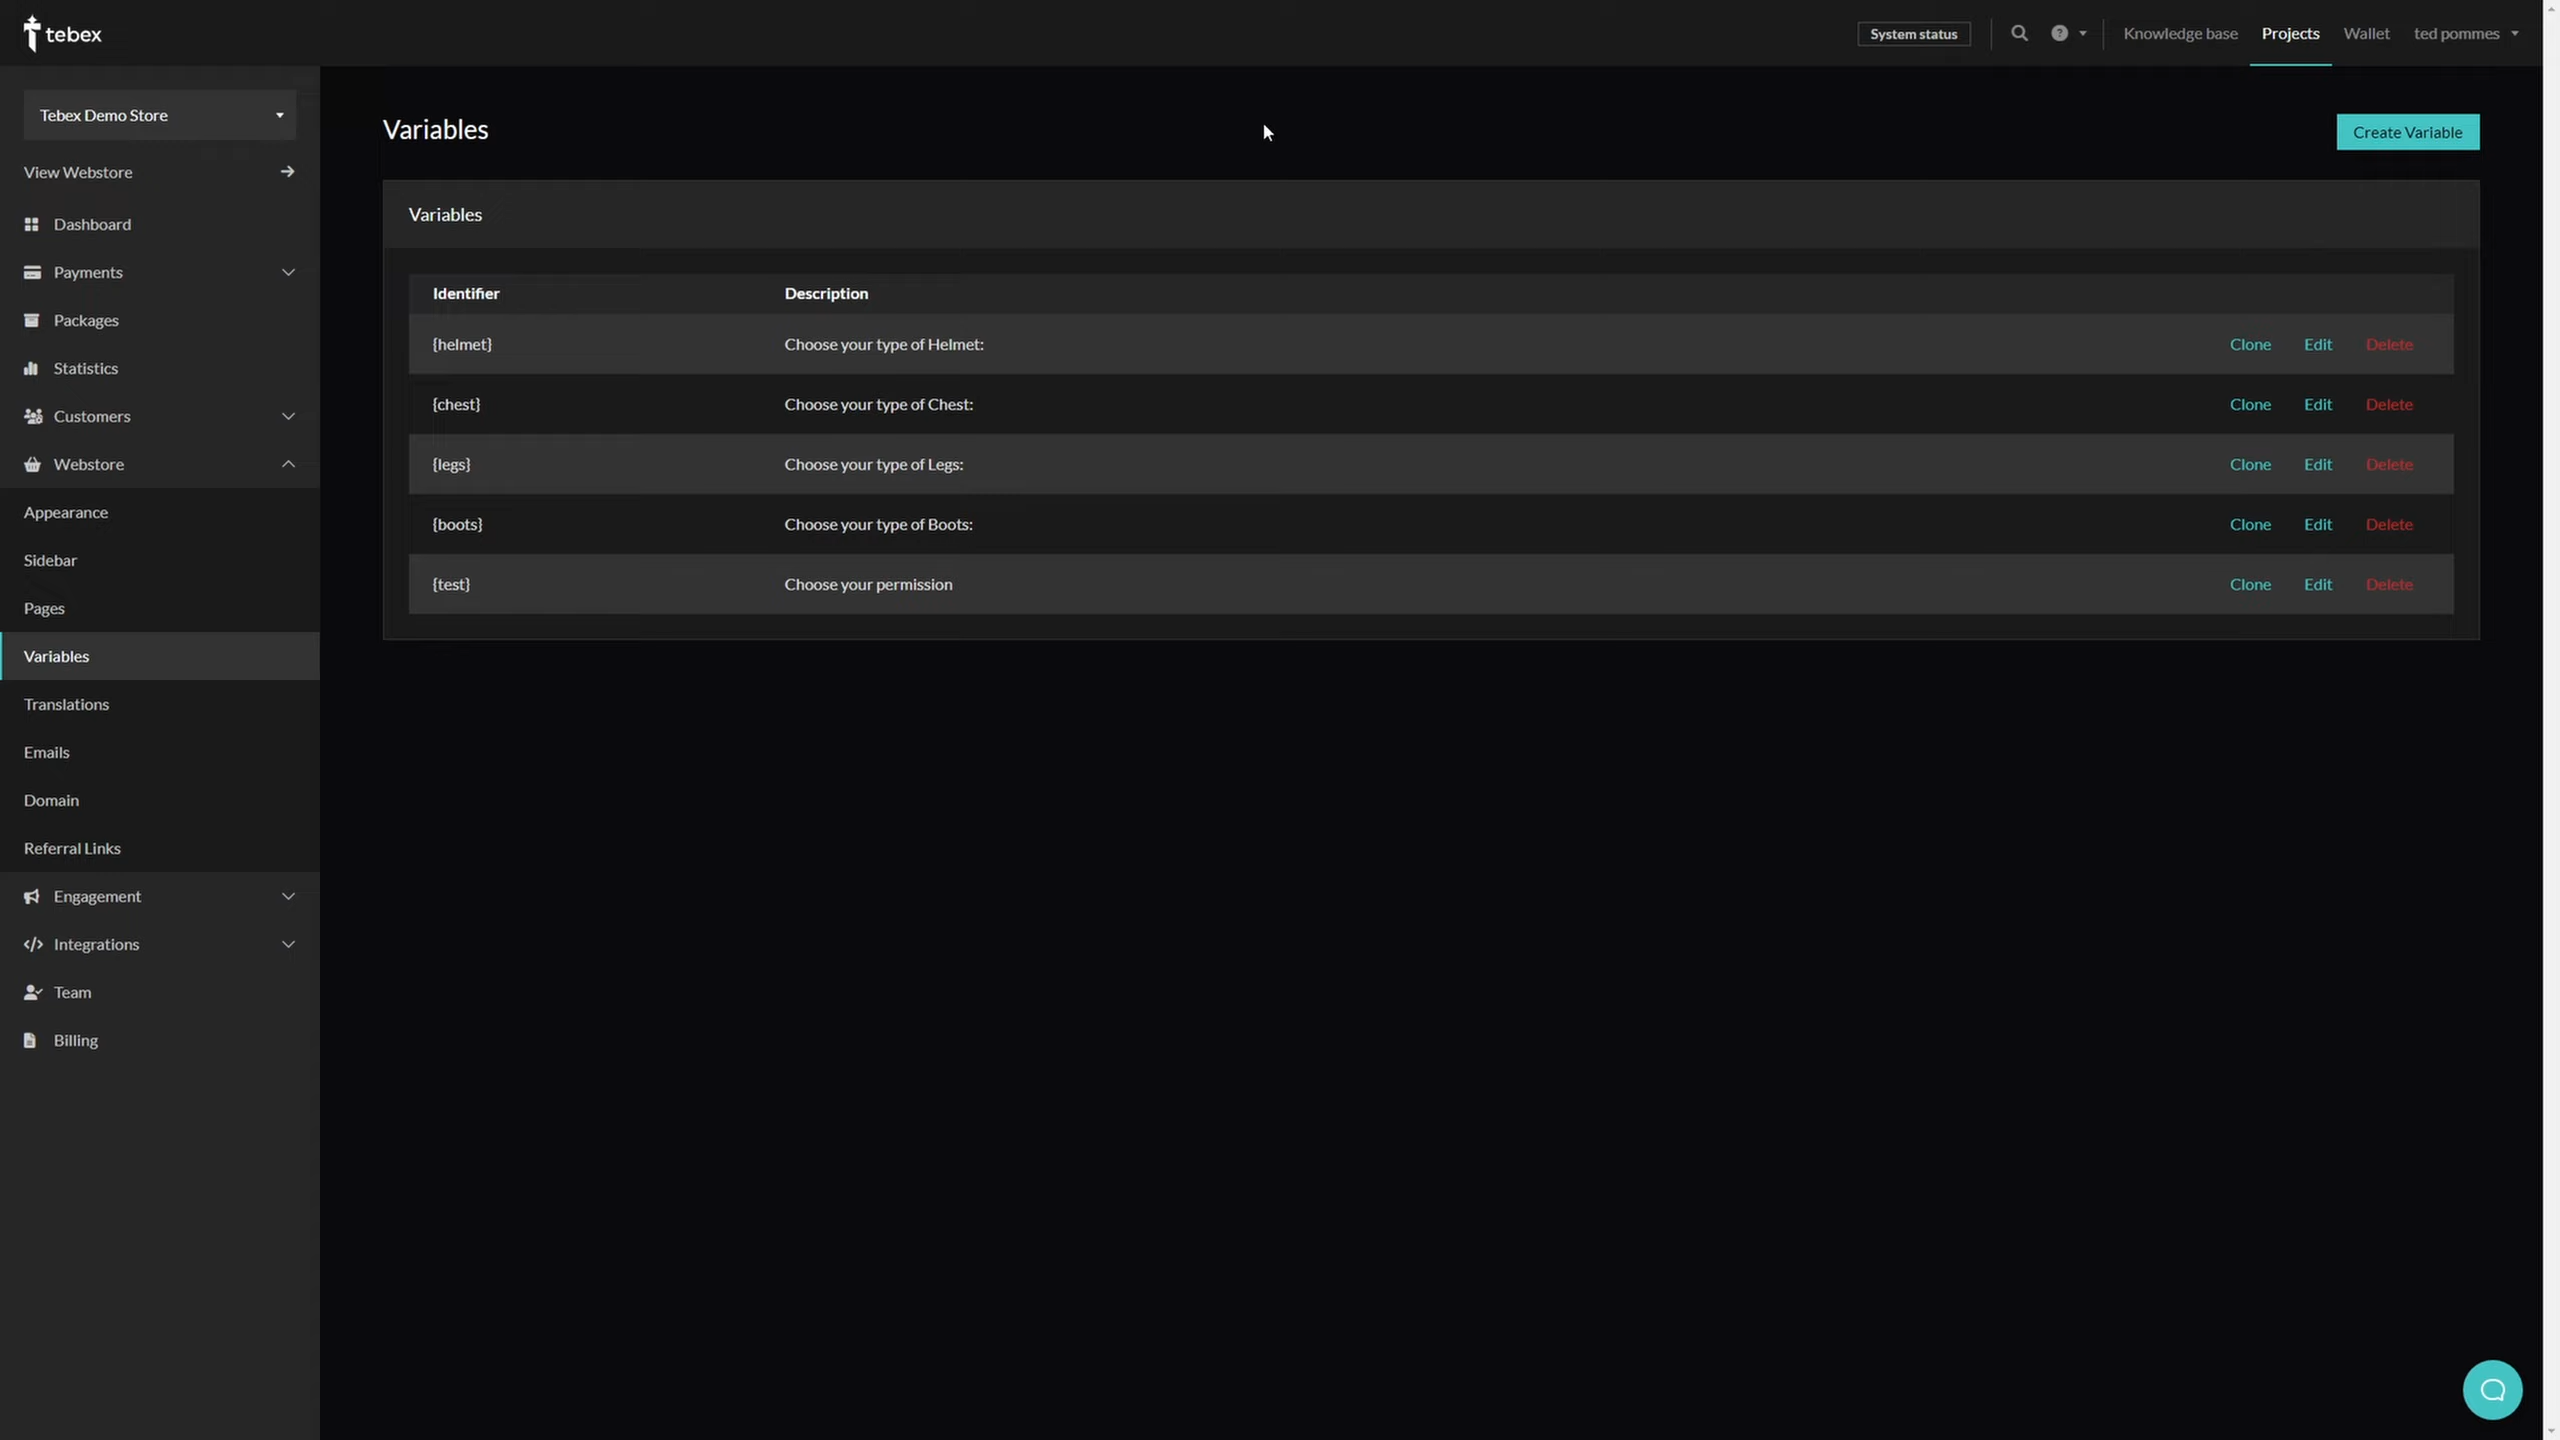 tebex
System status
Knowledge base
Projects
Wallet
ted pommes
Tebex Demo Store
View Webstore
Dashboard
Payments
Packages
Statistics
Customers
Webstore
Appearance
Sidebar
Pages
Variables
Translations
Emails
Domain
Referral Links
Engagement
Integrations
Team
Billing
Variables
Create Variable
Variables
Identifier Description
{helmet} Choose your type of Helmet: Clone Edit Delete
{chest} Choose your type of Chest: Clone Edit Delete
{legs} Choose your type of Legs: Clone Edit Delete
{boots} Choose your type of Boots: Clone Edit Delete
{test} Choose your permission Clone Edit Delete